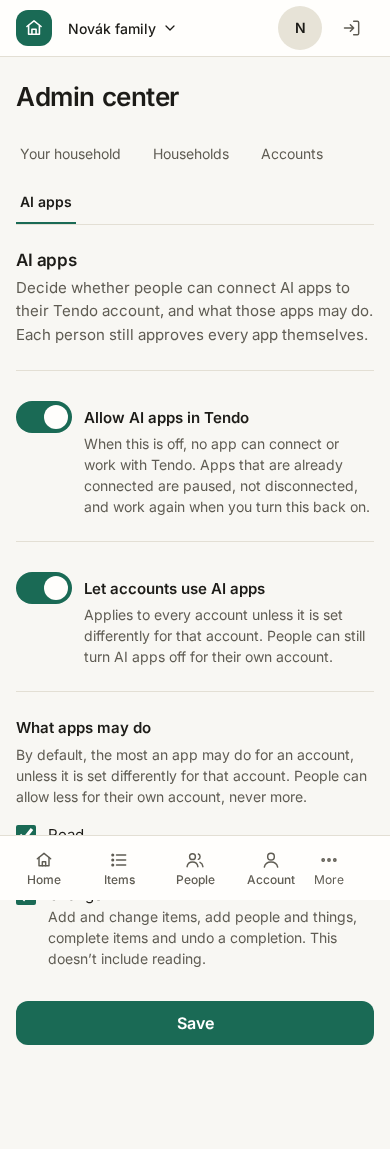 Novák family
N
Admin center
Your household
Households
Accounts
AI apps
AI apps
Decide whether people can connect AI apps to
their Tendo account, and what those apps may do.
Each person still approves every app themselves.
Allow AI apps in Tendo
When this is off, no app can connect or
work with Tendo. Apps that are already
connected are paused, not disconnected,
and work again when you turn this back on.
Let accounts use AI apps
Applies to every account unless it is set
differently for that account. People can still
turn AI apps off for their own account.
What apps may do
By default, the most an app may do for an account,
unless it is set differently for that account. People can
allow less for their own account, never more.
Read
Home
Items
People
Account
More
Add and change items, add people and things,
complete items and undo a completion. This
doesn’t include reading.
Save